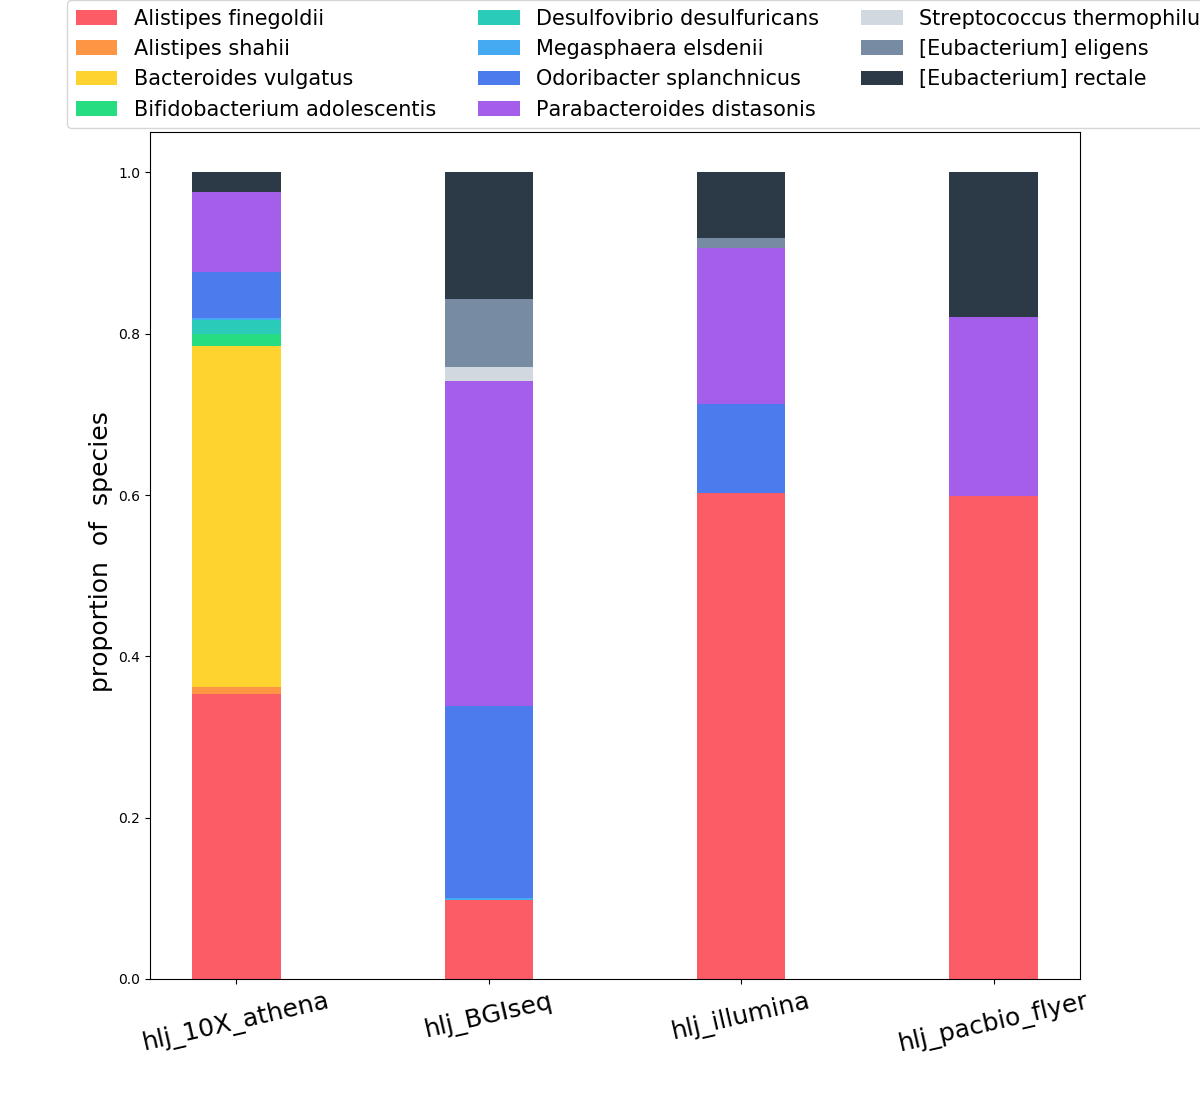 Alistipes finegoldii
Alistipes shahii
Bacteroides vulgatus
Bifidobacterium adolescentis
Desulfovibrio desulfuricans
Megasphaera elsdenii
Odoribacter splanchnicus
Parabacteroides distasonis
Streptococcus thermophilu
[Eubacterium] eligens
[Eubacterium] rectale
proportion of species
1.0
0.8
0.6
0.4
0.2
0.0
hlj_10X_athena
hlj_BGIseq
hlj_illumina
hlj_pacbio_flyer